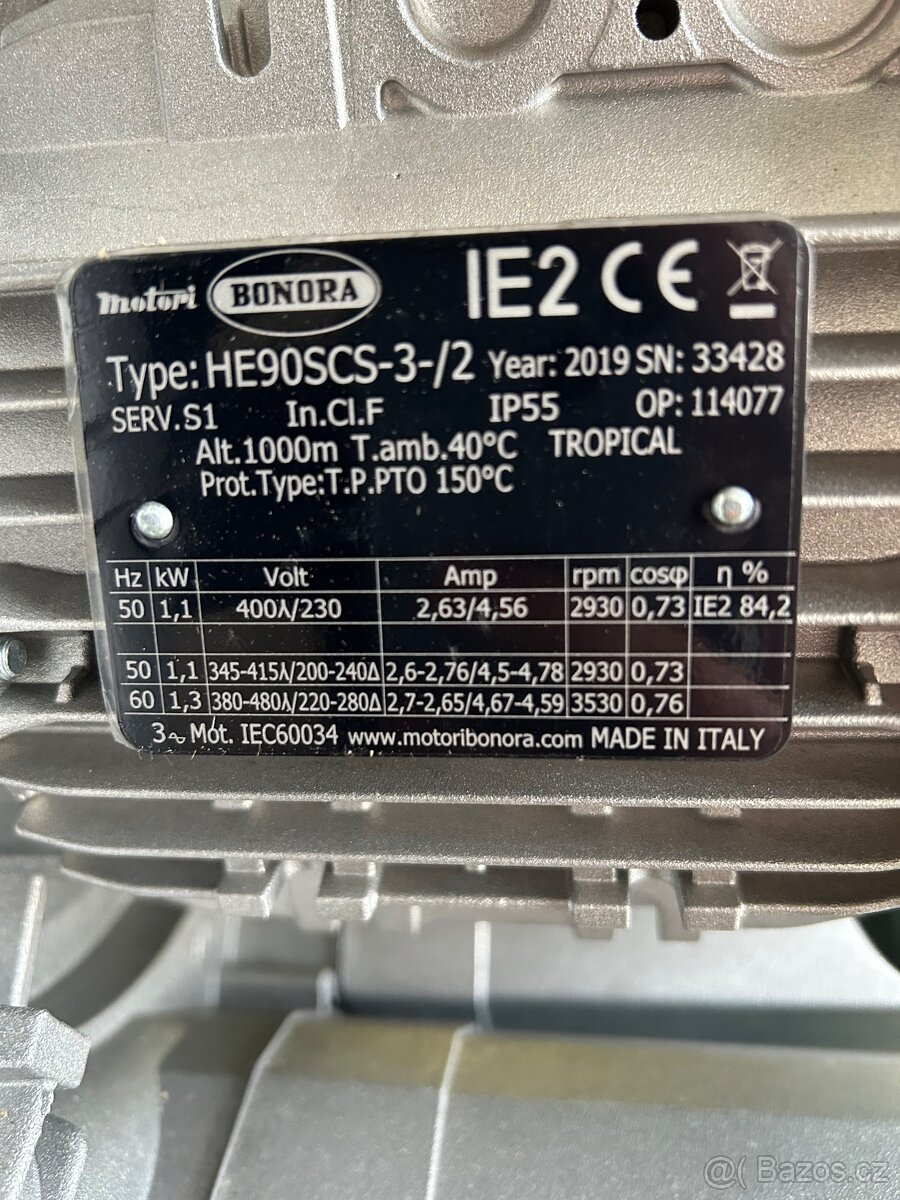 motori BONORA IE2 CE
Type: HE90SCS-3-/2 Year: 2019 SN: 33428
SERV.S1 In.Cl.F IP55 OP: 114077
Alt.1000m T.amb.40°C TROPICAL
Prot.Type:T.P.PTO 150°C
Hz kW Volt Amp rpm cosφ η %
50 1,1 400λ/230 2,63/4,56 2930 0,73 IE2 84,2
50 1,1 345-415λ/200-240Δ 2,6-2,76/4,5-4,78 2930 0,73
60 1,3 380-480λ/220-280Δ 2,7-2,65/4,67-4,59 3530 0,76
3~ Mot. IEC60034 www.motoribonora.com MADE IN ITALY
@ Bazos.cz